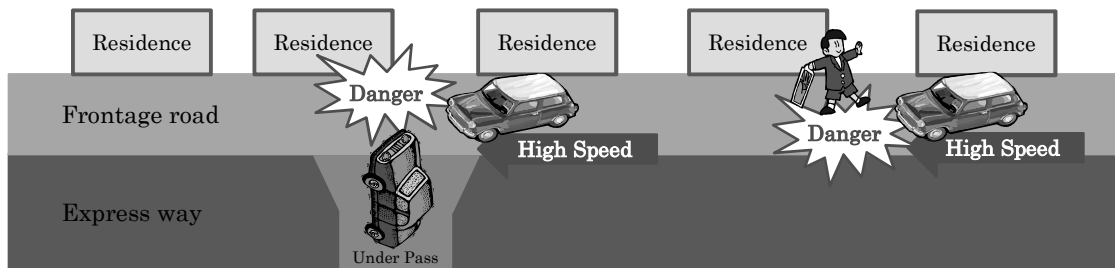 Residence
Residence
Residence
Residence
Residence
Danger
Frontage road
High Speed
Danger
High Speed
Express way
Under Pass